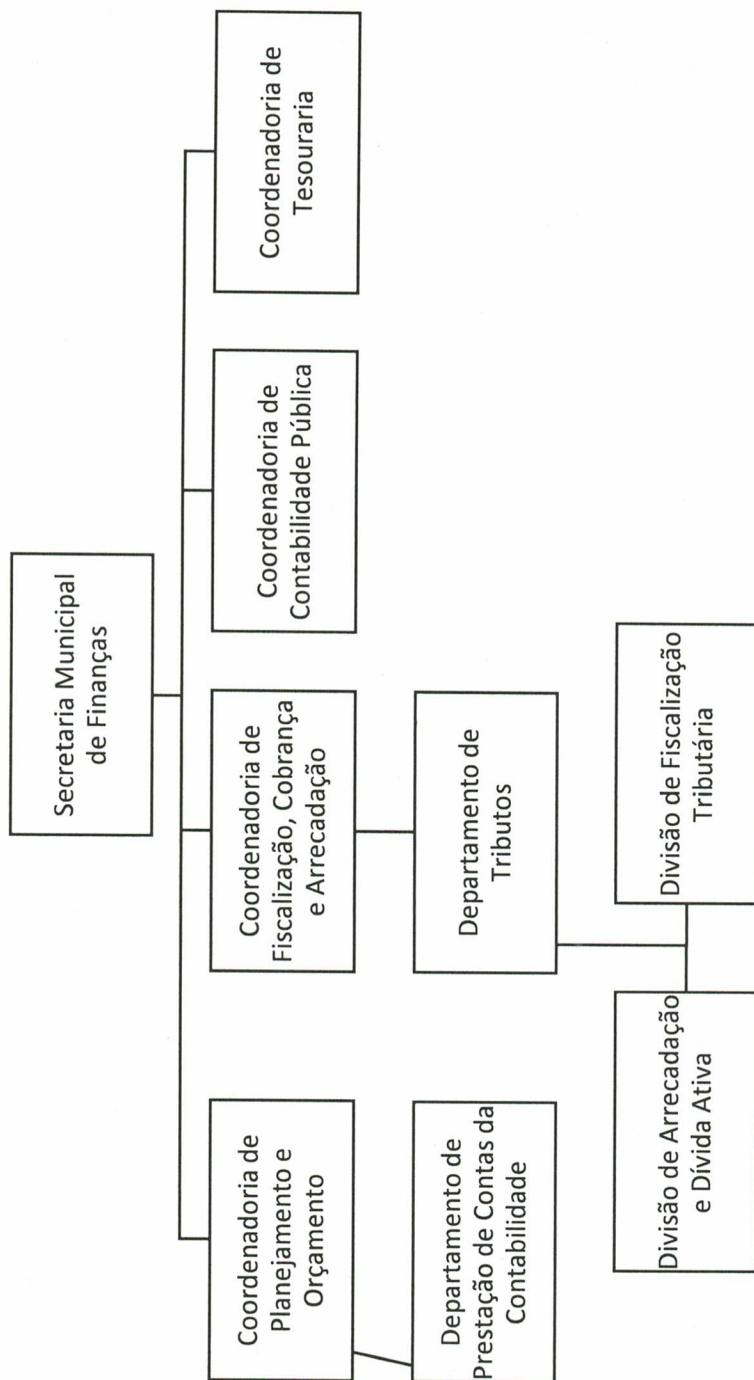 Secretaria Municipal
de Finanças
Coordenadoria de
Planejamento e
Orçamento
Coordenadoria de
Fiscalização, Cobrança
e Arrecadação
Coordenadoria de
Contabilidade Pública
Coordenadoria de
Tesouraria
Departamento de
Prestação de Contas da
Contabilidade
Departamento de
Tributos
Divisão de Arrecadação
e Dívida Ativa
Divisão de Fiscalização
Tributária